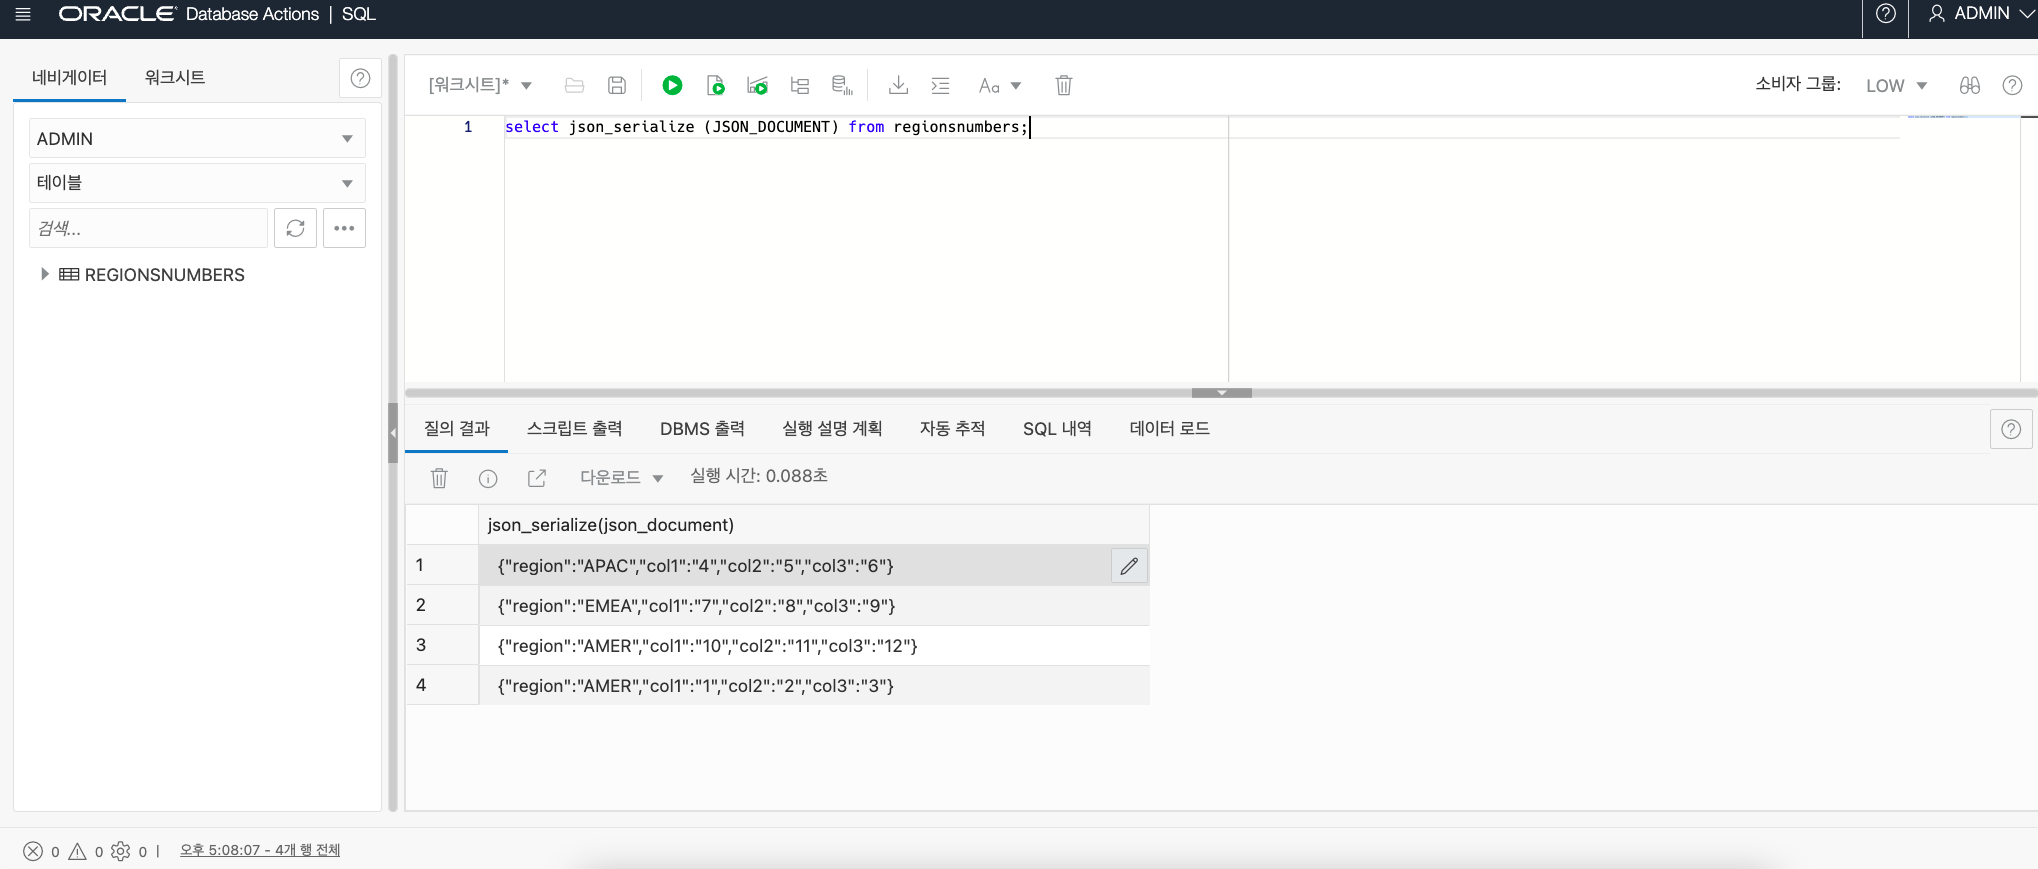 ORACLE Database Actions | SQL
ADMIN
네비게이터
워크시트
ADMIN
테이블
검색...
REGIONSNUMBERS
[워크시트]*
Aa
소비자 그룹:
LOW
1
select json_serialize (JSON_DOCUMENT) from regionsnumbers;
질의 결과
스크립트 출력
DBMS 출력
실행 설명 계획
자동 추적
SQL 내역
데이터 로드
다운로드
실행 시간: 0.088초
json_serialize(json_document)
1 {"region":"APAC","col1":"4","col2":"5","col3":"6"}
2 {"region":"EMEA","col1":"7","col2":"8","col3":"9"}
3 {"region":"AMER","col1":"10","col2":"11","col3":"12"}
4 {"region":"AMER","col1":"1","col2":"2","col3":"3"}
0 0 0 | 오후 5:08:07 - 4개 행 전체